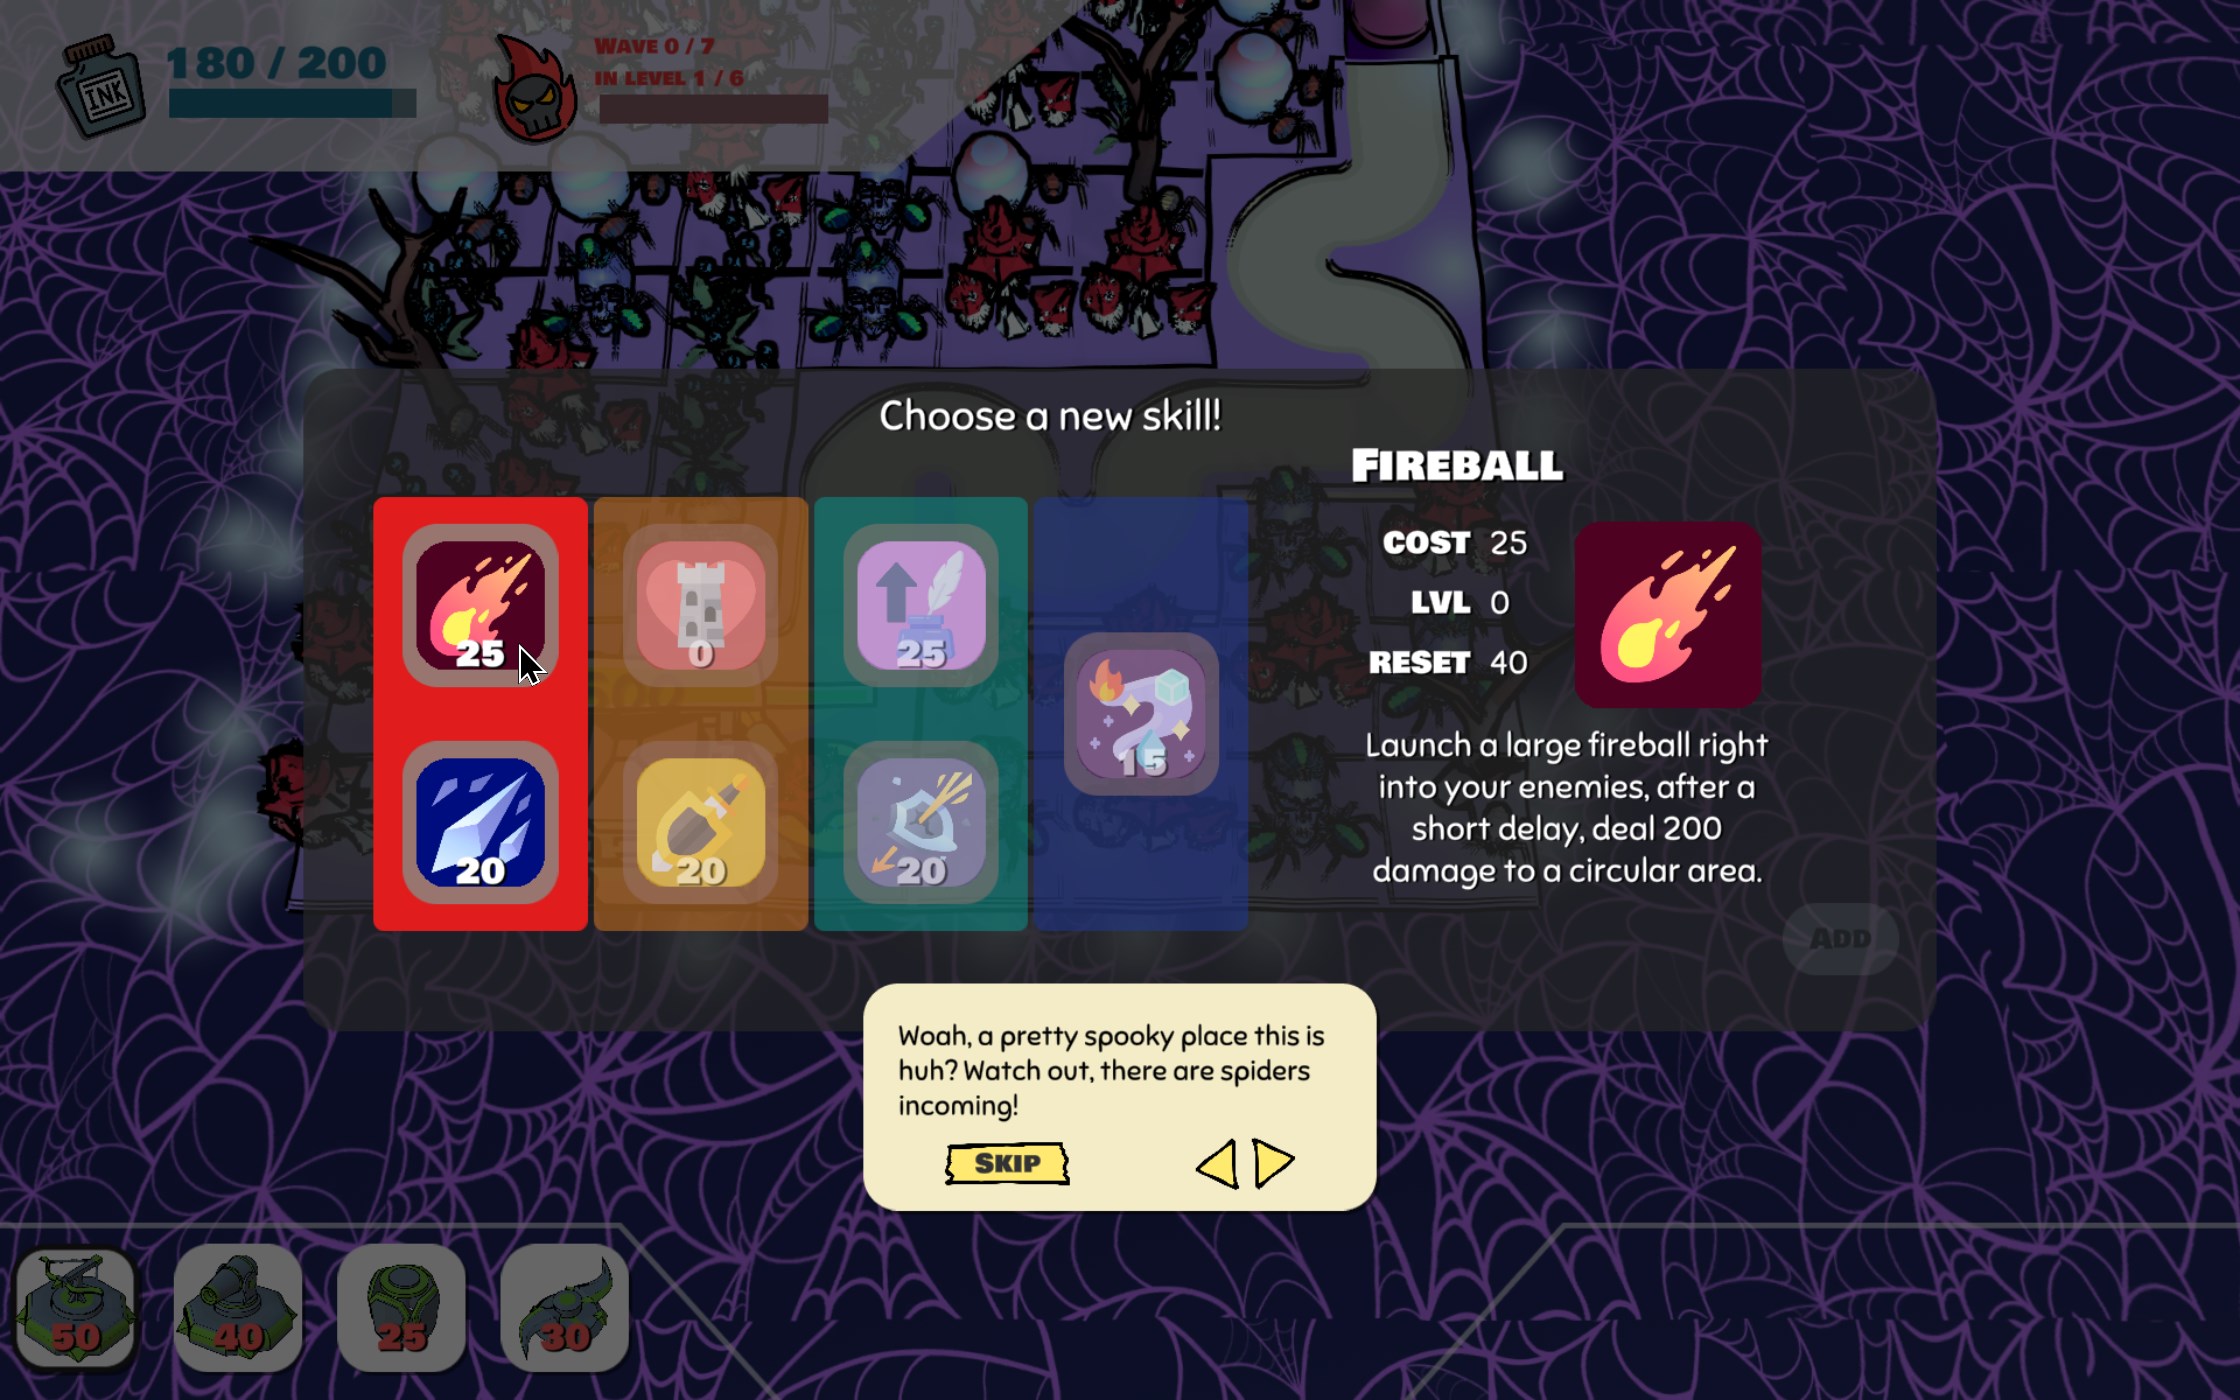 INK
180 / 200
WAVE 0 / 7
IN LEVEL 1 / 6
Choose a new skill!
25
0
25
15
20
20
20
FIREBALL
COST 25
LVL 0
RESET 40
Launch a large fireball right
into your enemies, after a
short delay, deal 200
damage to a circular area.
ADD
Woah, a pretty spooky place this is
huh? Watch out, there are spiders
incoming!
SKIP
50
40
25
30